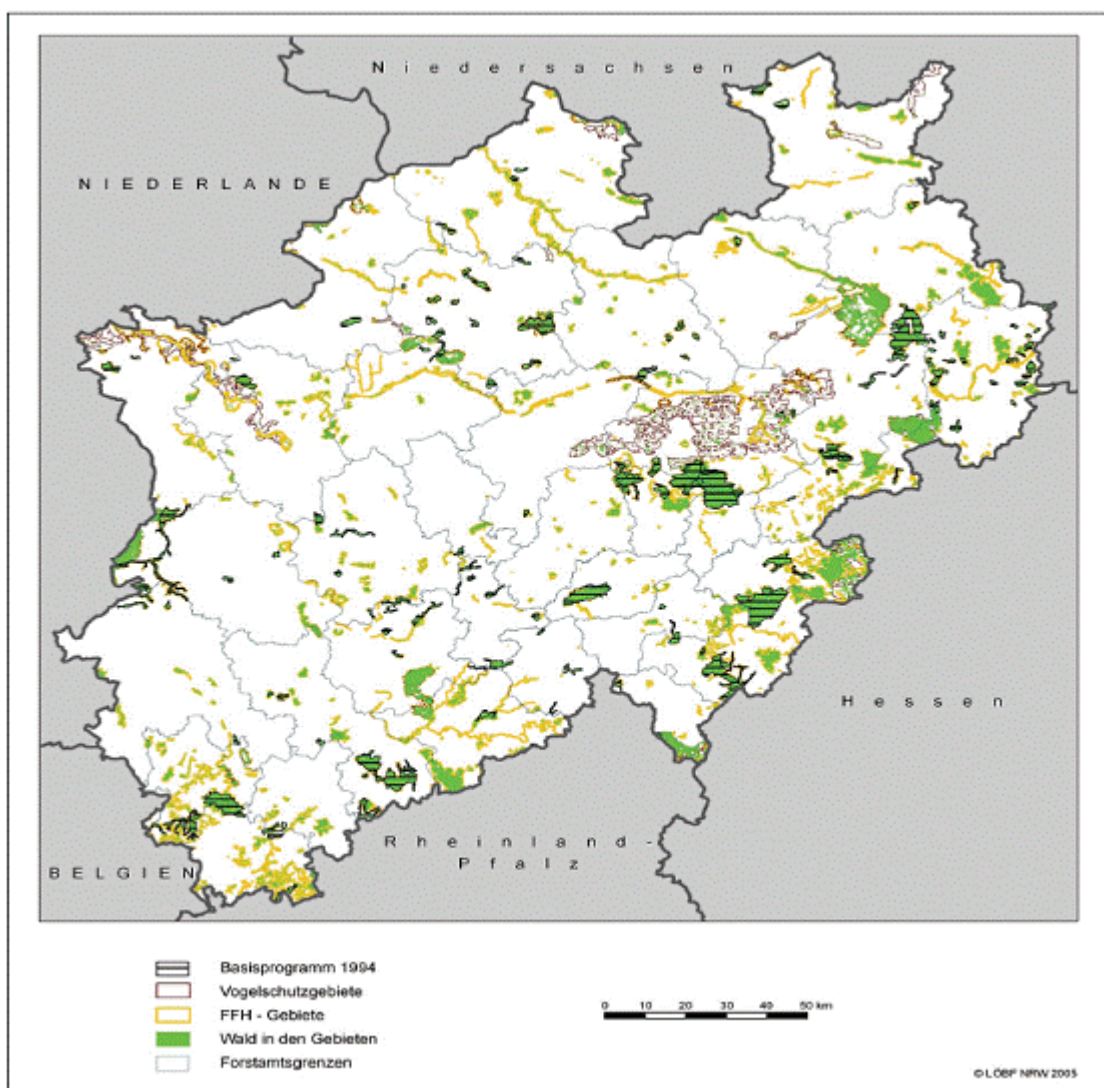 Niedersachsen
NIEDERLANDE
Hessen
Rheinland-
Pfalz
BELGIEN
Basisprogramm 1994
Vogelschutzgebiete
FFH - Gebiete
Wald in den Gebieten
Forstamtsgrenzen
0 10 20 30 40 50 km
© LÖBF NRW 2005